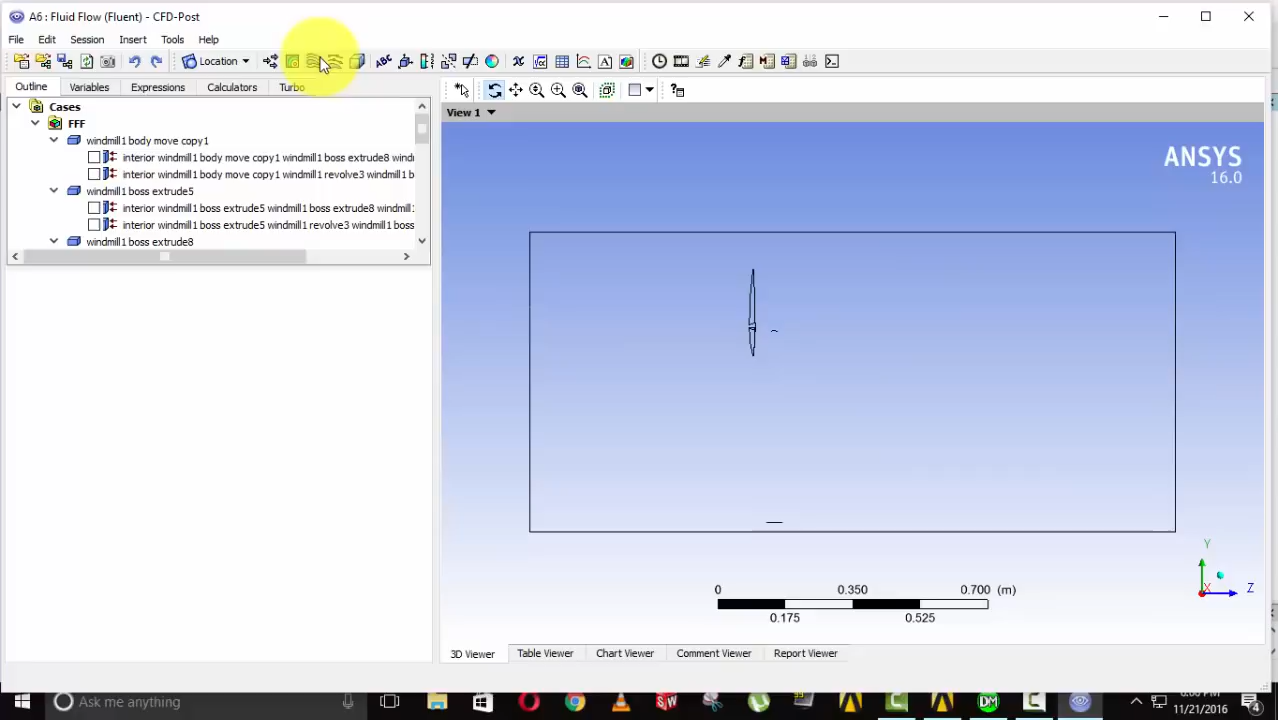 A6 : Fluid Flow (Fluent) - CFD-Post
File Edit Session Insert Tools Help
Location
Outline Variables Expressions Calculators Turbo
View 1
Cases
FFF
windmill1 body move copy1
interior windmill1 body move copy1 windmill1 boss extrude8 wind
interior windmill1 body move copy1 windmill1 revolve3 windmill1 b
windmill1 boss extrude5
interior windmill1 boss extrude5 windmill1 boss extrude8 windmill1
interior windmill1 boss extrude5 windmill1 revolve3 windmill1 boss
windmill1 boss extrude8
ANSYS
16.0
Y
X
Z
0 0.350 0.700 (m)
0.175 0.525
3D Viewer Table Viewer Chart Viewer Comment Viewer Report Viewer
Ask me anything
11/21/2016